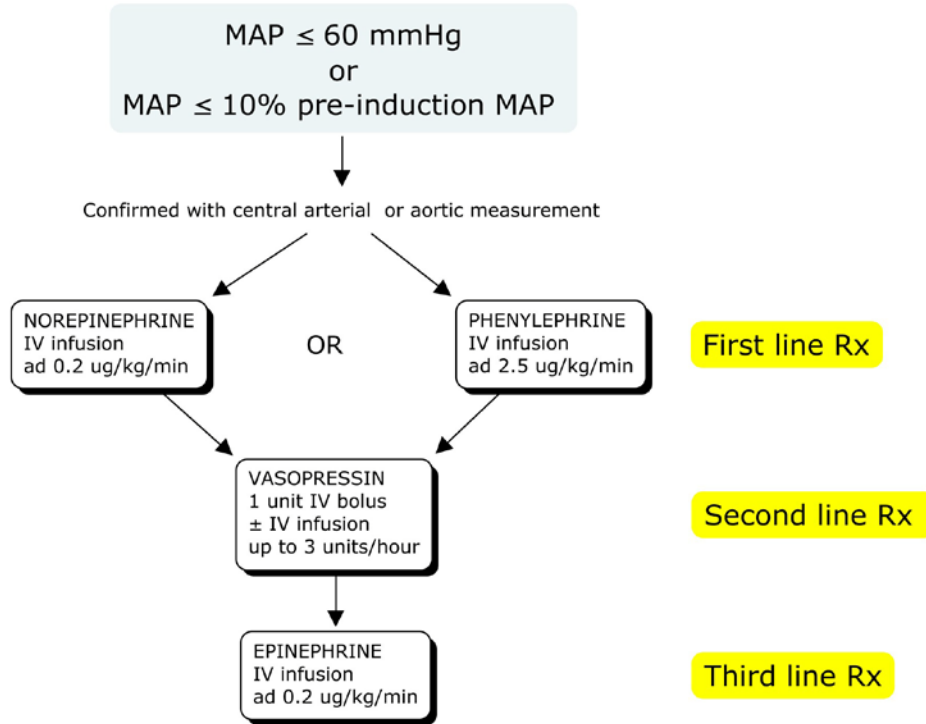 MAP ≤ 60 mmHg
or
MAP ≤ 10% pre-induction MAP
Confirmed with central arterial or aortic measurement
NOREPINEPHRINE
IV infusion
ad 0.2 ug/kg/min
OR
PHENYLEPHRINE
IV infusion
ad 2.5 ug/kg/min
First line Rx
VASOPRESSIN
1 unit IV bolus
± IV infusion
up to 3 units/hour
Second line Rx
EPINEPHRINE
IV infusion
ad 0.2 ug/kg/min
Third line Rx